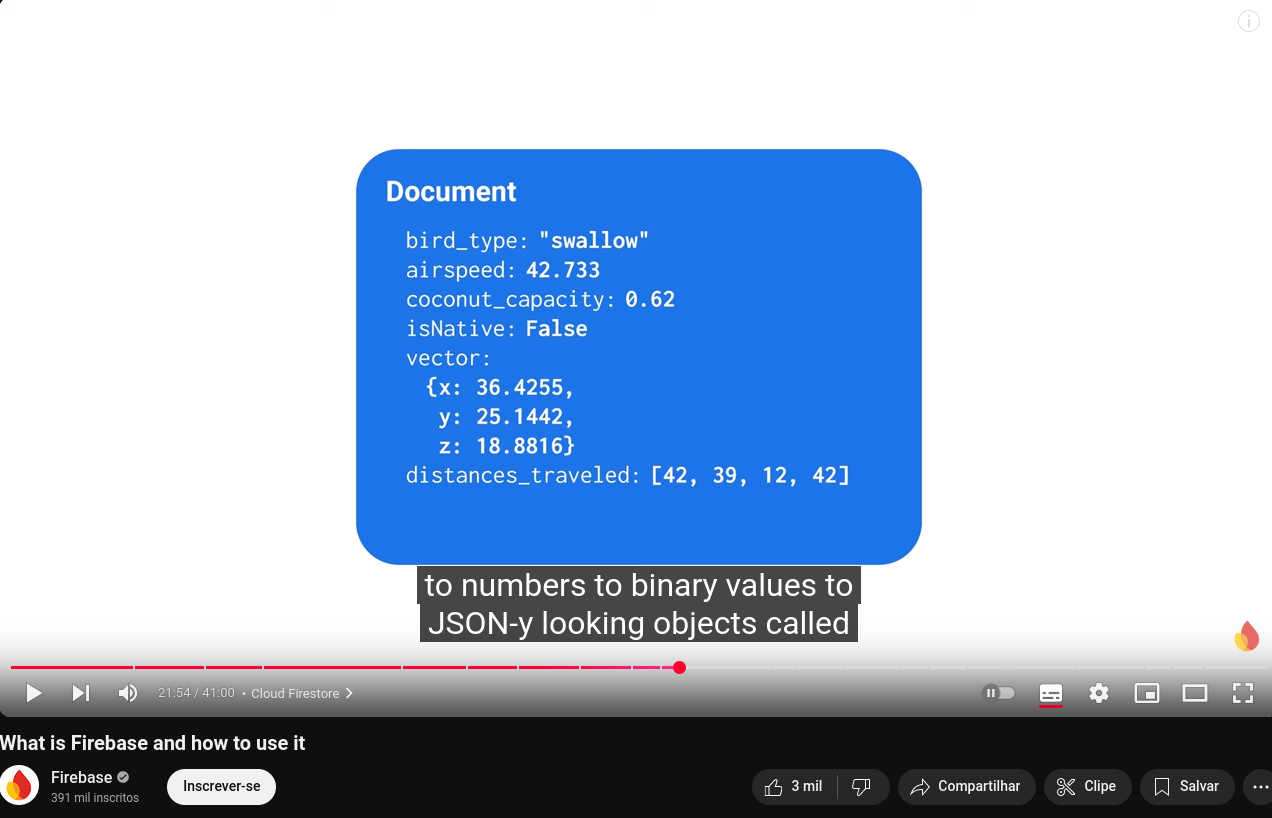 Document
bird_type: "swallow"
airspeed: 42.733
coconut_capacity: 0.62
isNative: False
vector:
{x: 36.4255,
y: 25.1442,
z: 18.8816}
distances_traveled: [42, 39, 12, 42]
to numbers to binary values to
JSON-y looking objects called
21:54 / 41:00 • Cloud Firestore
What is Firebase and how to use it
Firebase
391 mil inscritos
Inscrever-se
3 mil
Compartilhar
Clipe
Salvar